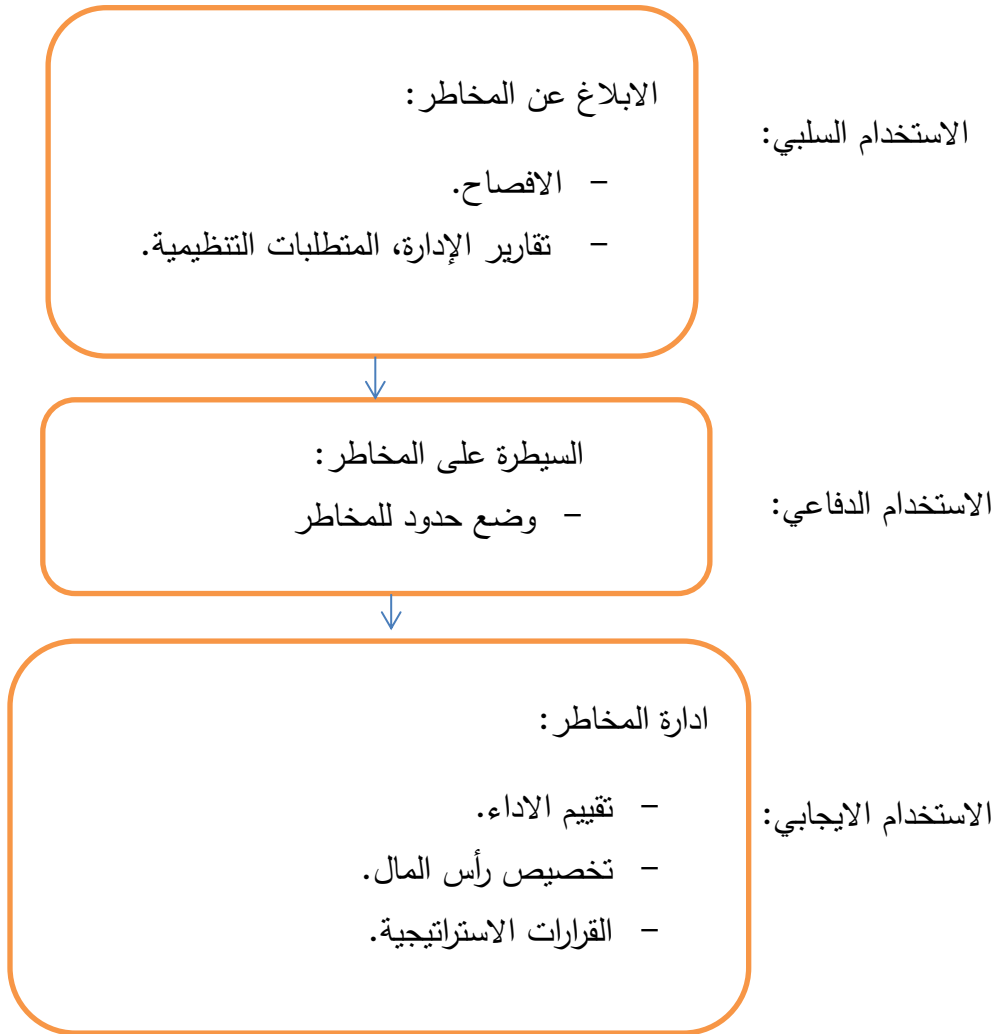 الاستخدام السلبي:
الابلاغ عن المخاطر:
- الافصاح.
- تقارير الإدارة، المتطلبات التنظيمية.
الاستخدام الدفاعي:
السيطرة على المخاطر:
- وضع حدود للمخاطر
الاستخدام الايجابي:
ادارة المخاطر:
- تقييم الاداء.
- تخصيص رأس المال.
- القرارات الاستراتيجية.